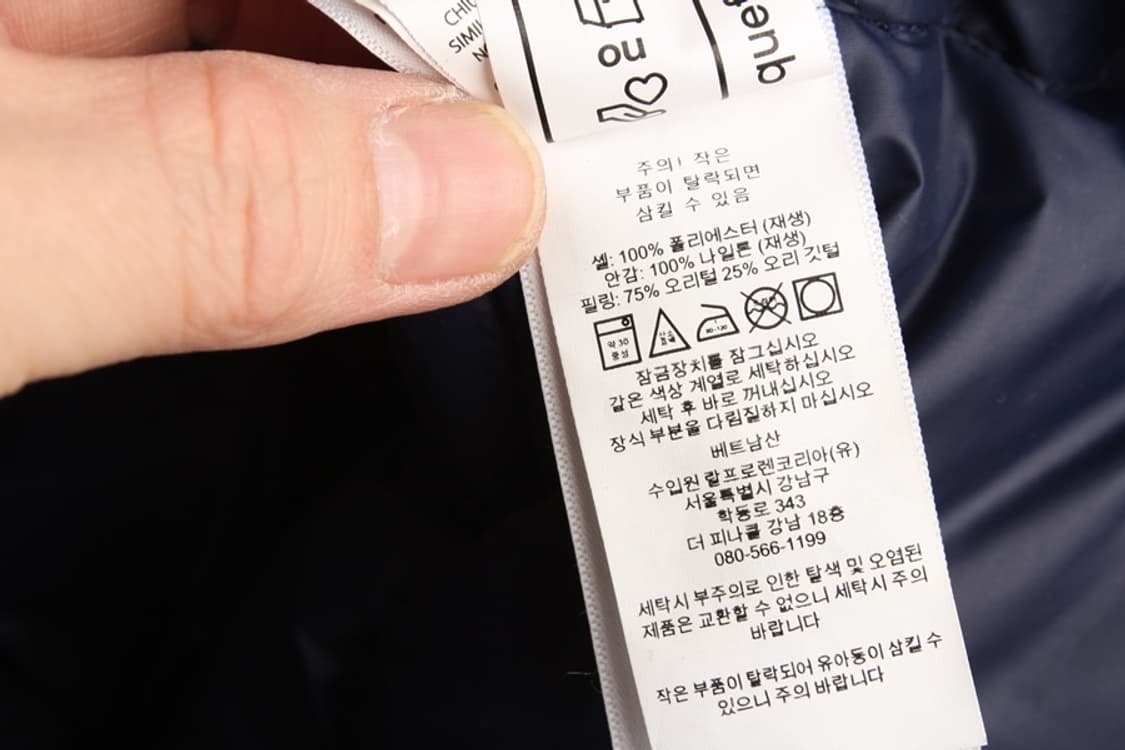 CHIC
SIMIL
ou
주의! 작은
부품이 탈락되면
삼킬 수 있음
셸: 100% 폴리에스터 (재생)
안감: 100% 나일론 (재생)
필링: 75% 오리털 25% 오리 깃털
약 30
중성
80-120
잠금장치를 잠그십시오
같은 색상 계열로 세탁하십시오
세탁 후 바로 꺼내십시오
장식 부분을 다림질하지 마십시오
베트남산
수입원 랄프로렌코리아(유)
서울특별시 강남구
학동로 343
더 피나클 강남 18층
080-566-1199
세탁시 부주의로 인한 탈색 및 오염된
제품은 교환할 수 없으니 세탁시 주의
바랍니다
작은 부품이 탈락되어 유아동이 삼킬 수
있으니 주의 바랍니다